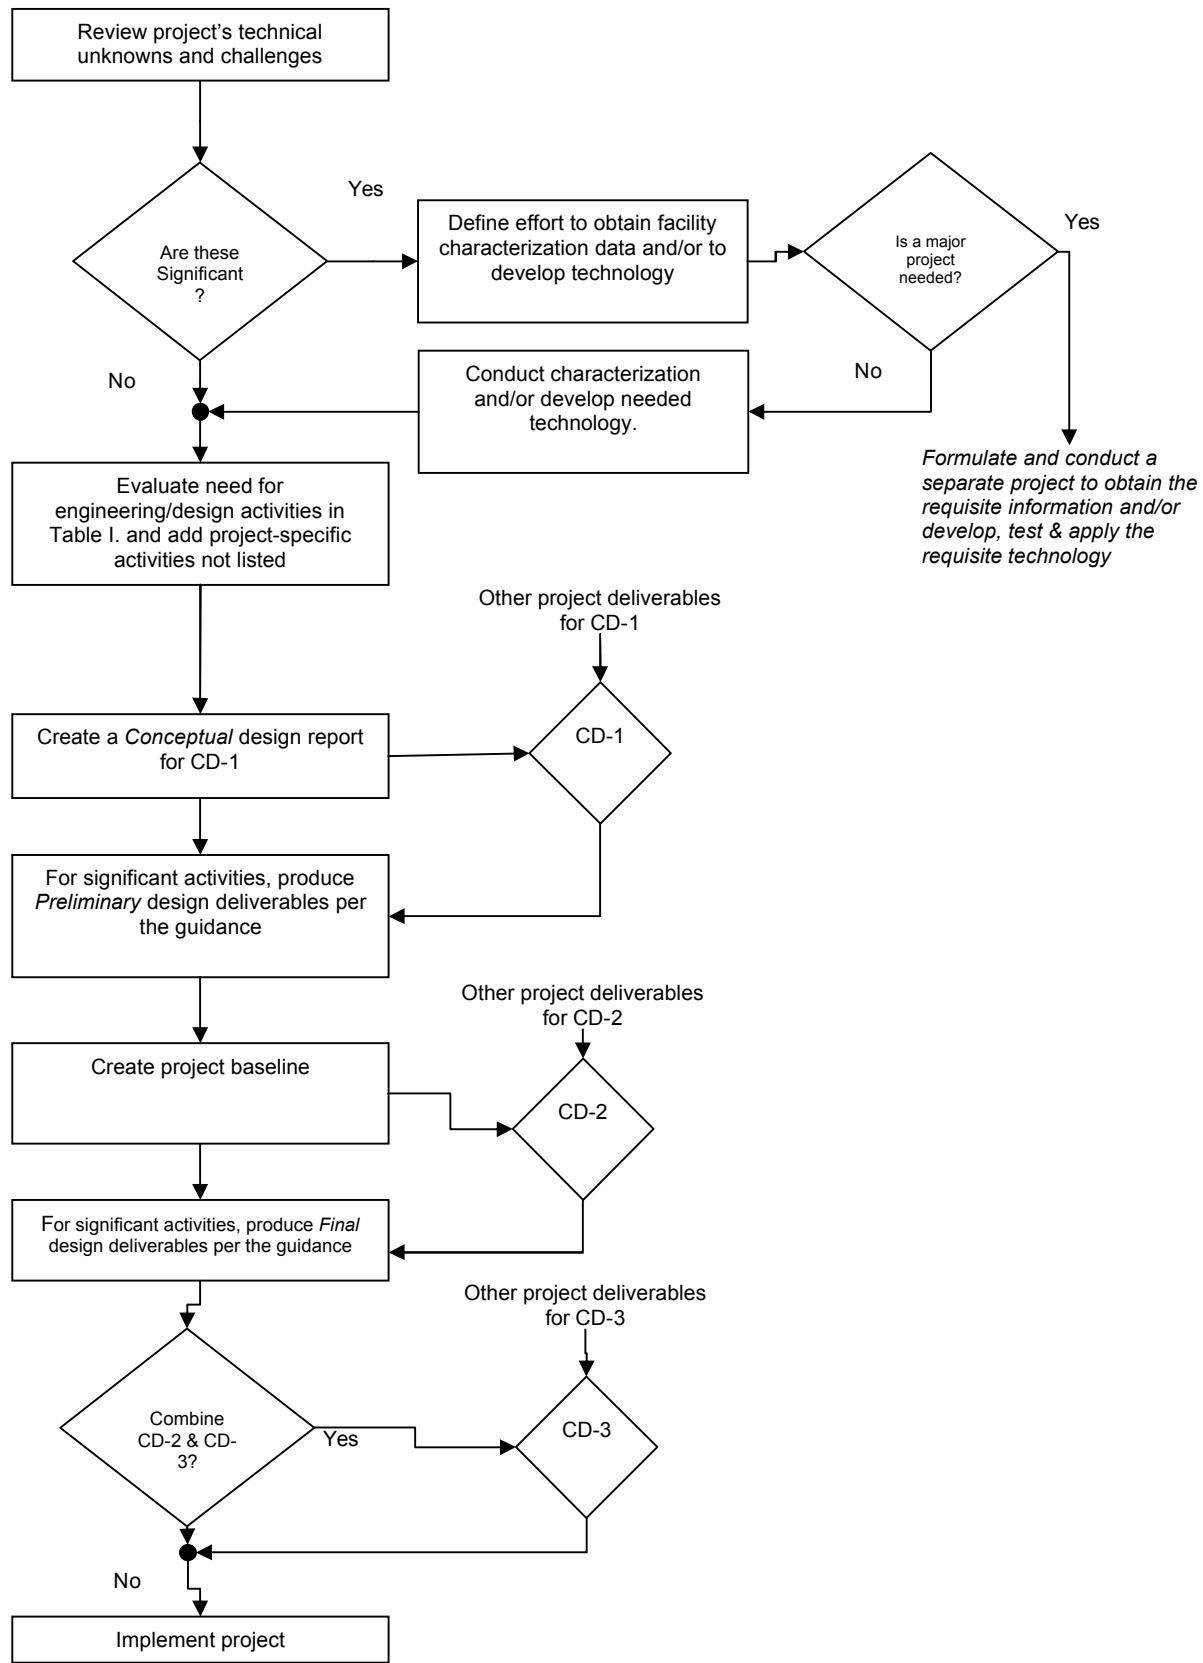 Review project's technical
unknowns and challenges
Are these
Significant
?
Yes
Define effort to obtain facility
characterization data and/or to
develop technology
Is a major
project
needed?
Yes
No
Conduct characterization
and/or develop needed
technology.
No
Formulate and conduct a
separate project to obtain the
requisite information and/or
develop, test & apply the
requisite technology
Evaluate need for
engineering/design activities in
Table I. and add project-specific
activities not listed
Other project deliverables
for CD-1
Create a Conceptual design report
for CD-1
CD-1
For significant activities, produce
Preliminary design deliverables per
the guidance
Other project deliverables
for CD-2
Create project baseline
CD-2
For significant activities, produce Final
design deliverables per the guidance
Other project deliverables
for CD-3
Combine
CD-2 & CD-
3?
Yes
CD-3
No
Implement project